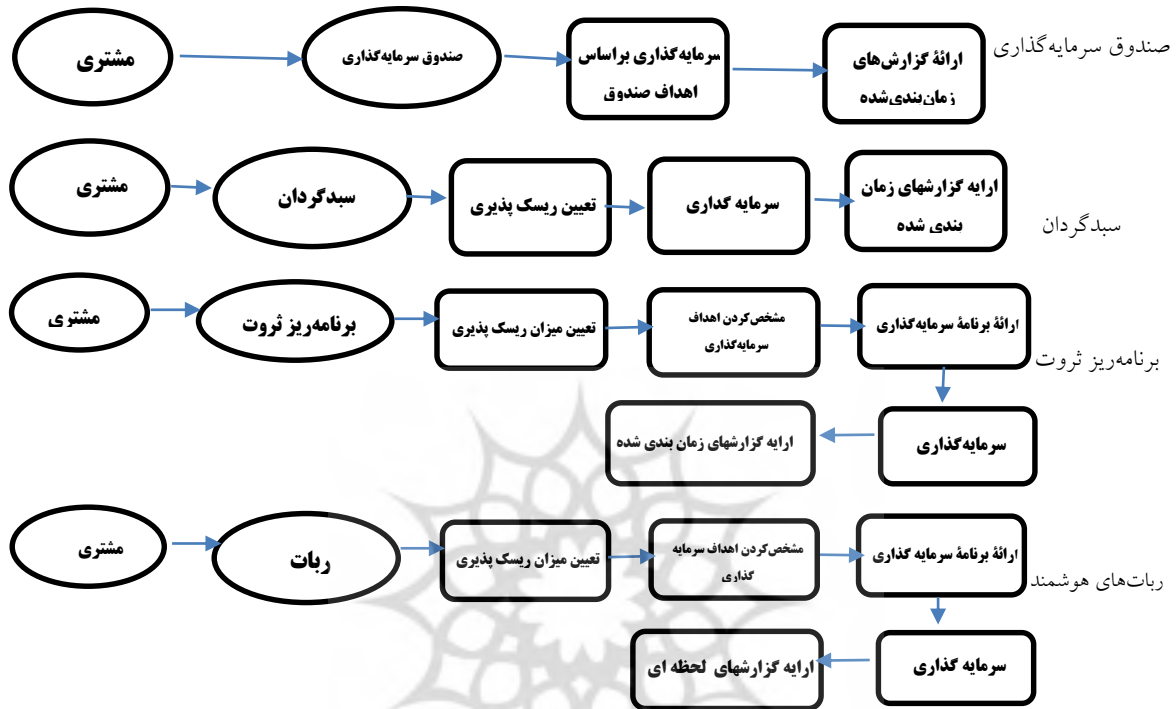 صندوق سرمایه‌گذاری
مشتری
صندوق سرمایه‌گذاری
سرمایه‌گذاری براساس
اهداف صندوق
ارائهٔ گزارش‌های
زمان‌بندی‌شده
سبدگردان
مشتری
سبدگردان
تعیین ریسک پذیری
سرمایه گداری
ارایه گزارشهای زمان
بندی شده
برنامه‌ریز ثروت
مشتری
برنامه‌ریز ثروت
تعیین میزان ریسک پذیری
مشخص‌کردن اهداف
سرمایه‌گذاری
ارائهٔ برنامهٔ سرمایه‌گذاری
سرمایه‌گذاری
ارایه گزارشهای زمان بندی شده
ربات‌های هوشمند
مشتری
ربات
تعیین میزان ریسک پذیری
مشخص‌کردن اهداف سرمایه
گذاری
ارائهٔ برنامهٔ سرمایه گذاری
سرمایه گذاری
ارایه گزارشهای لحظه ای